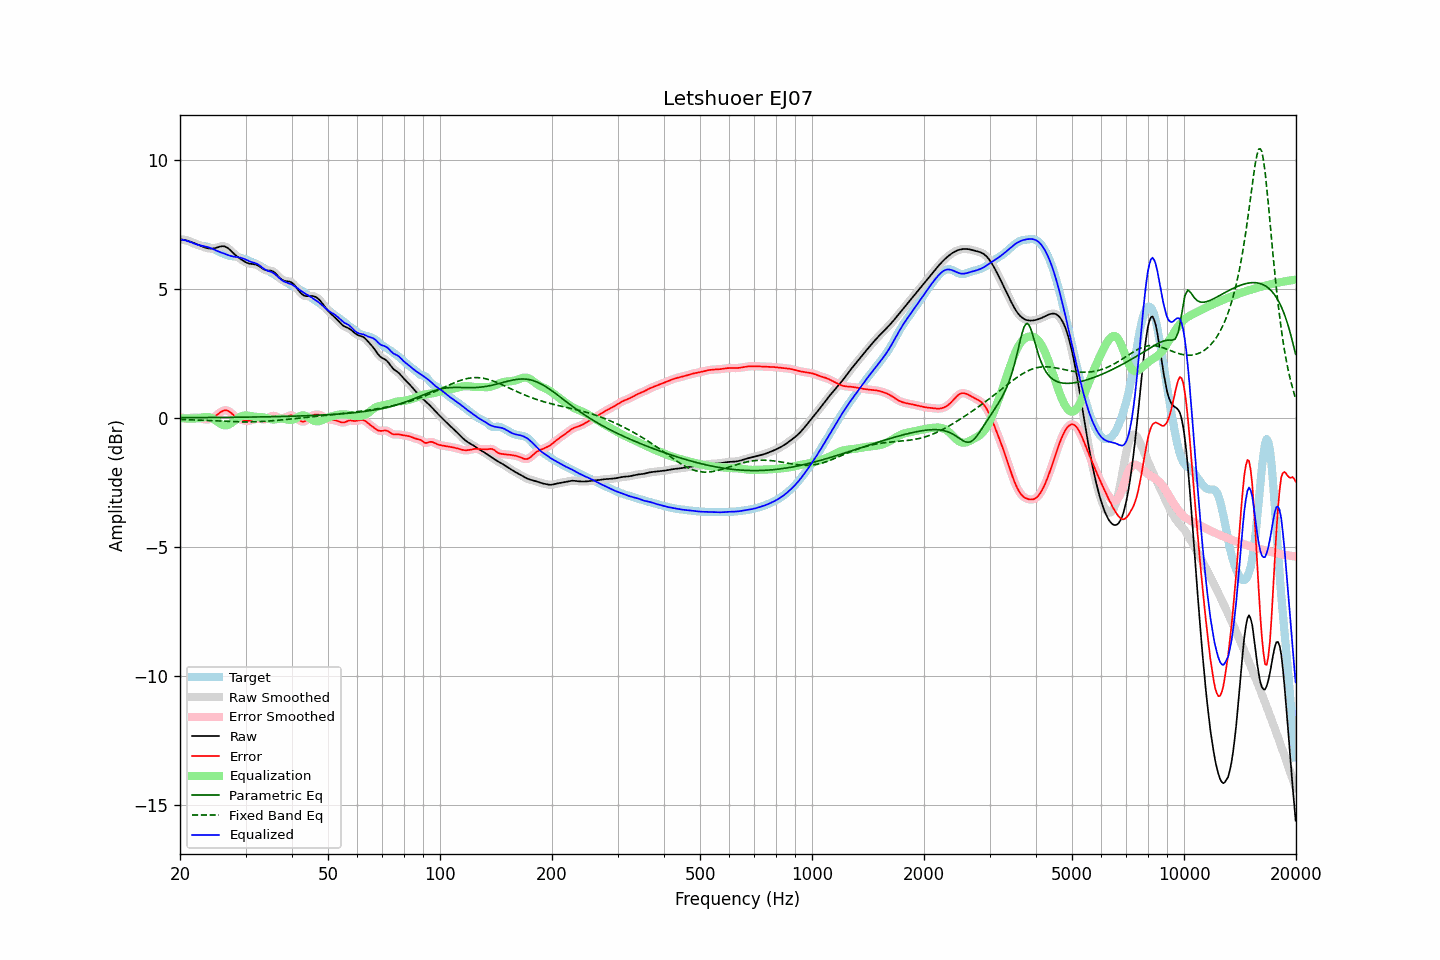 Letshuoer EJ07
Amplitude (dBr)
10
5
0
−5
−10
−15
Target
Raw Smoothed
Error Smoothed
Raw
Error
Equalization
Parametric Eq
Fixed Band Eq
Equalized
20 50 100 200 500 1000 2000 5000 10000 20000
Frequency (Hz)